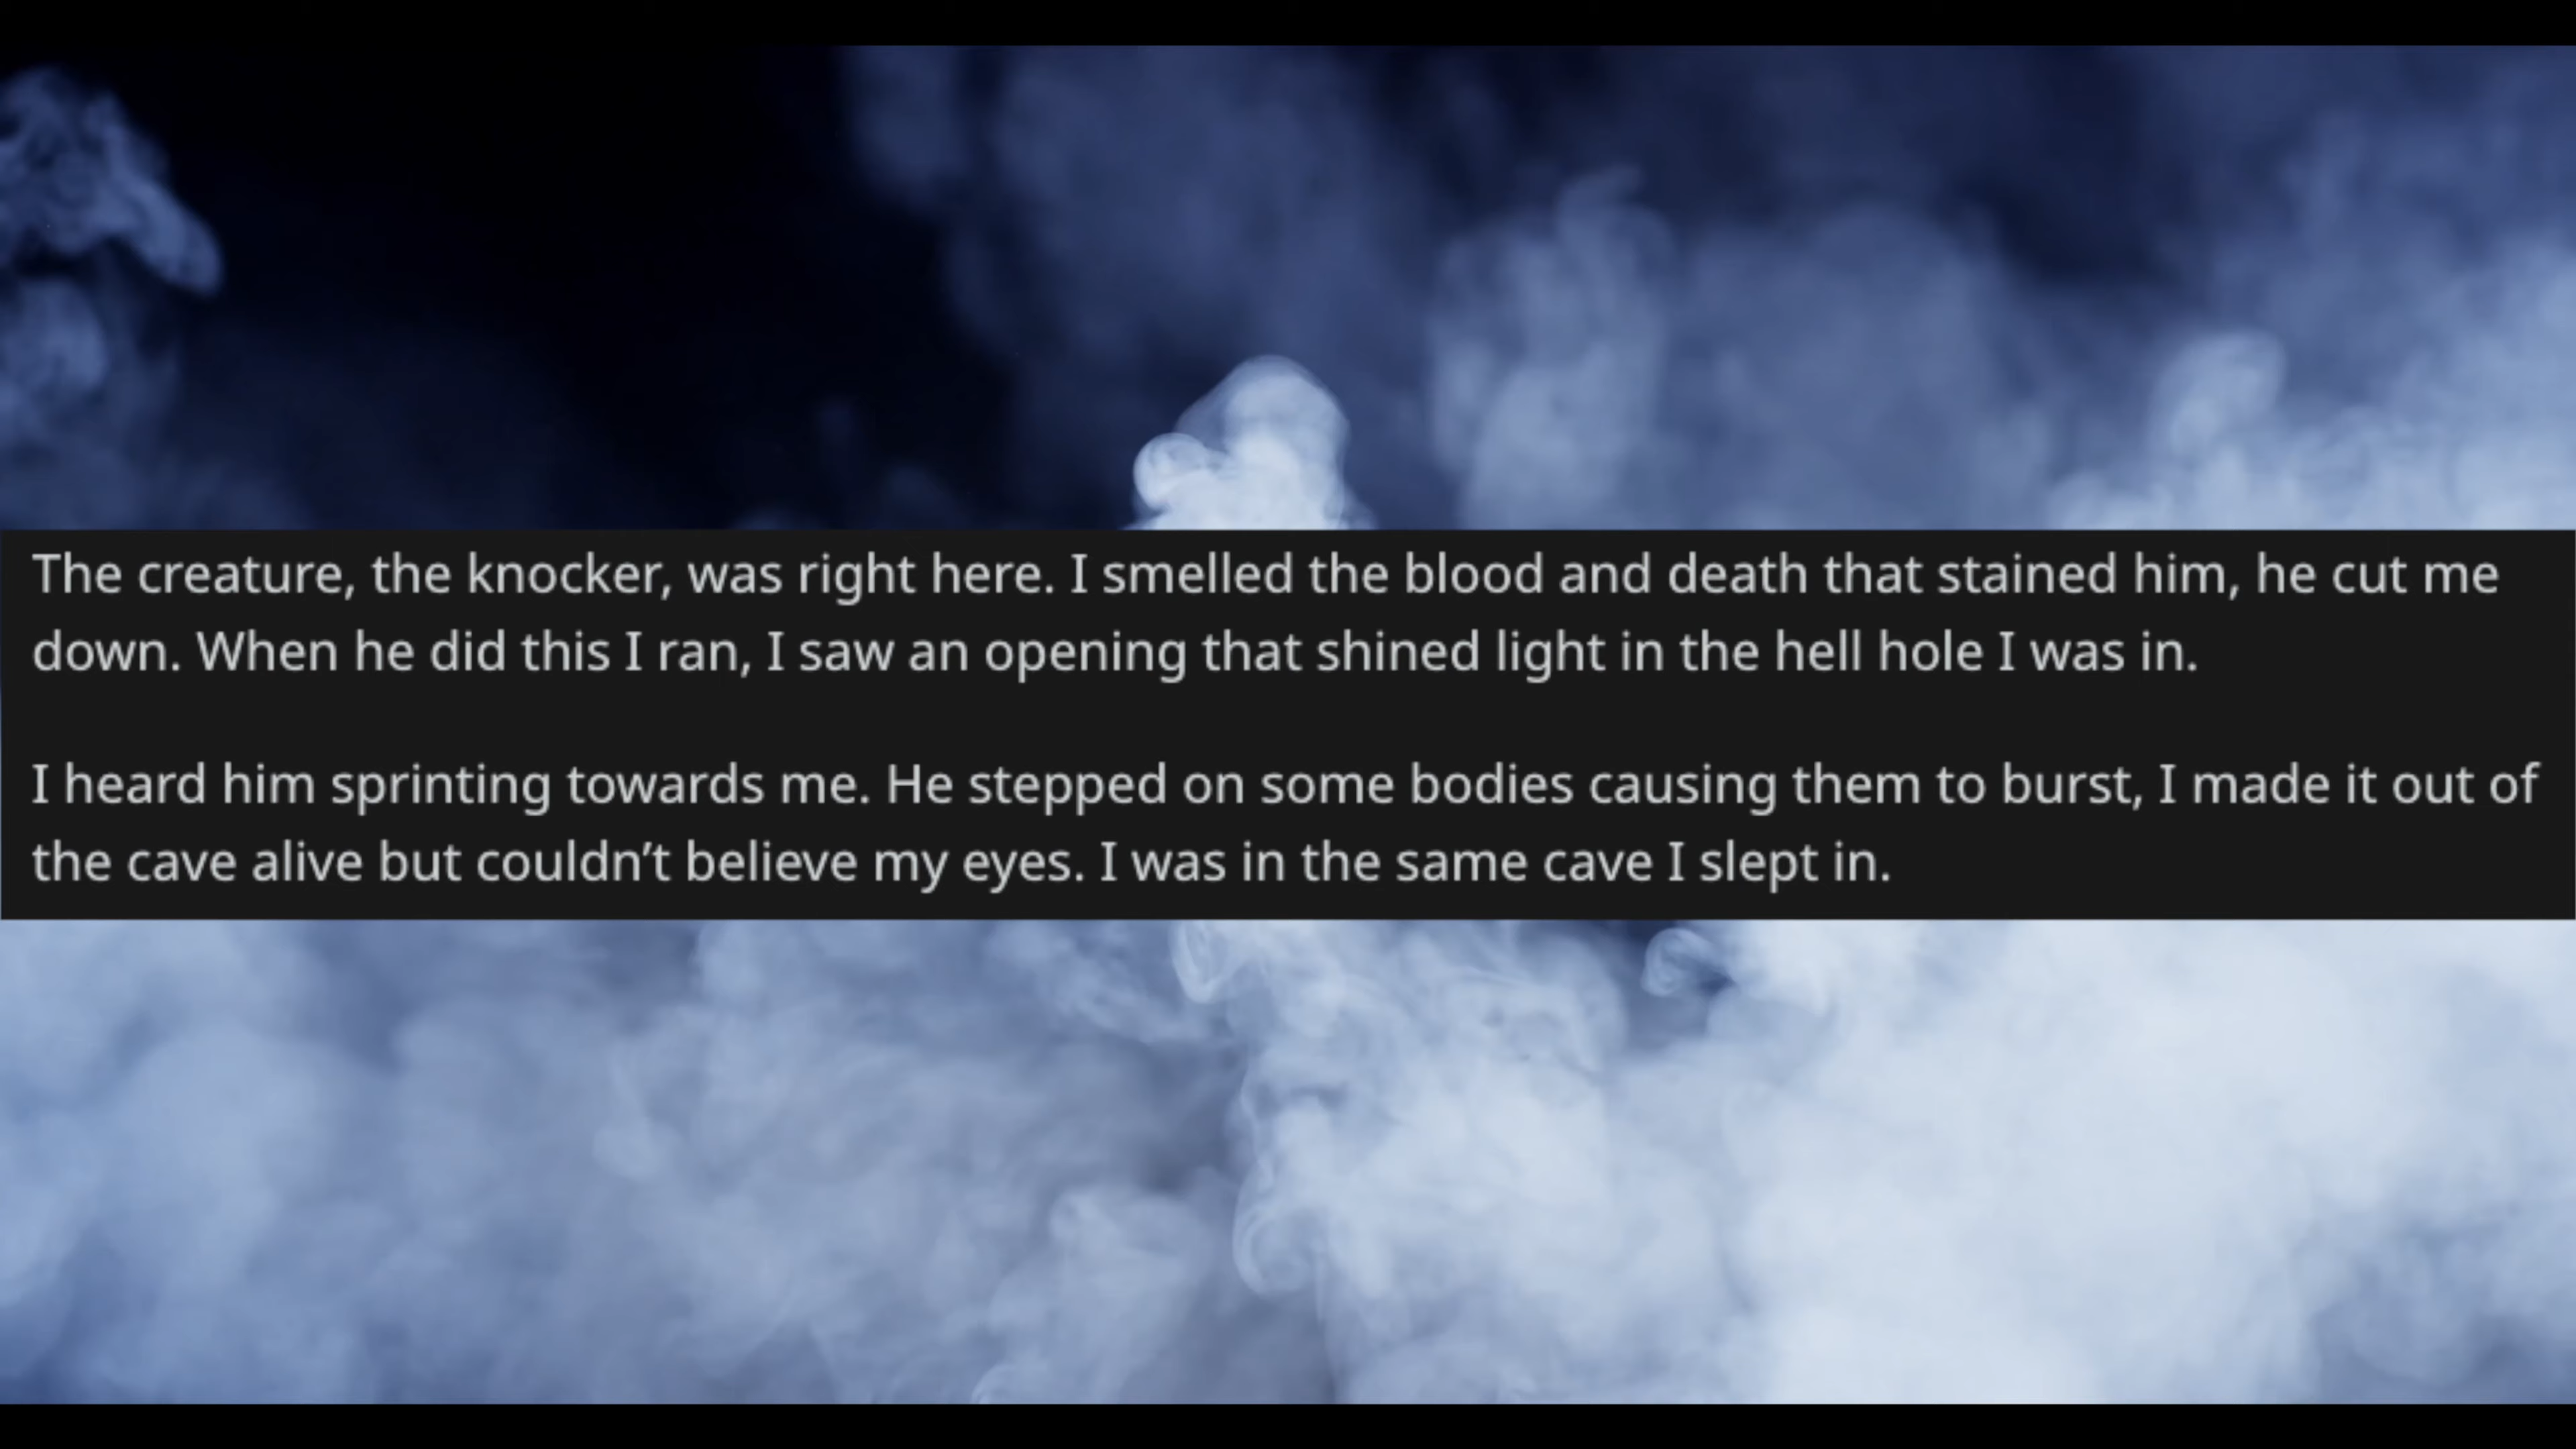 The creature, the knocker, was right here. I smelled the blood and death that stained him, he cut me
down. When he did this I ran, I saw an opening that shined light in the hell hole I was in.
I heard him sprinting towards me. He stepped on some bodies causing them to burst, I made it out of
the cave alive but couldn’t believe my eyes. I was in the same cave I slept in.